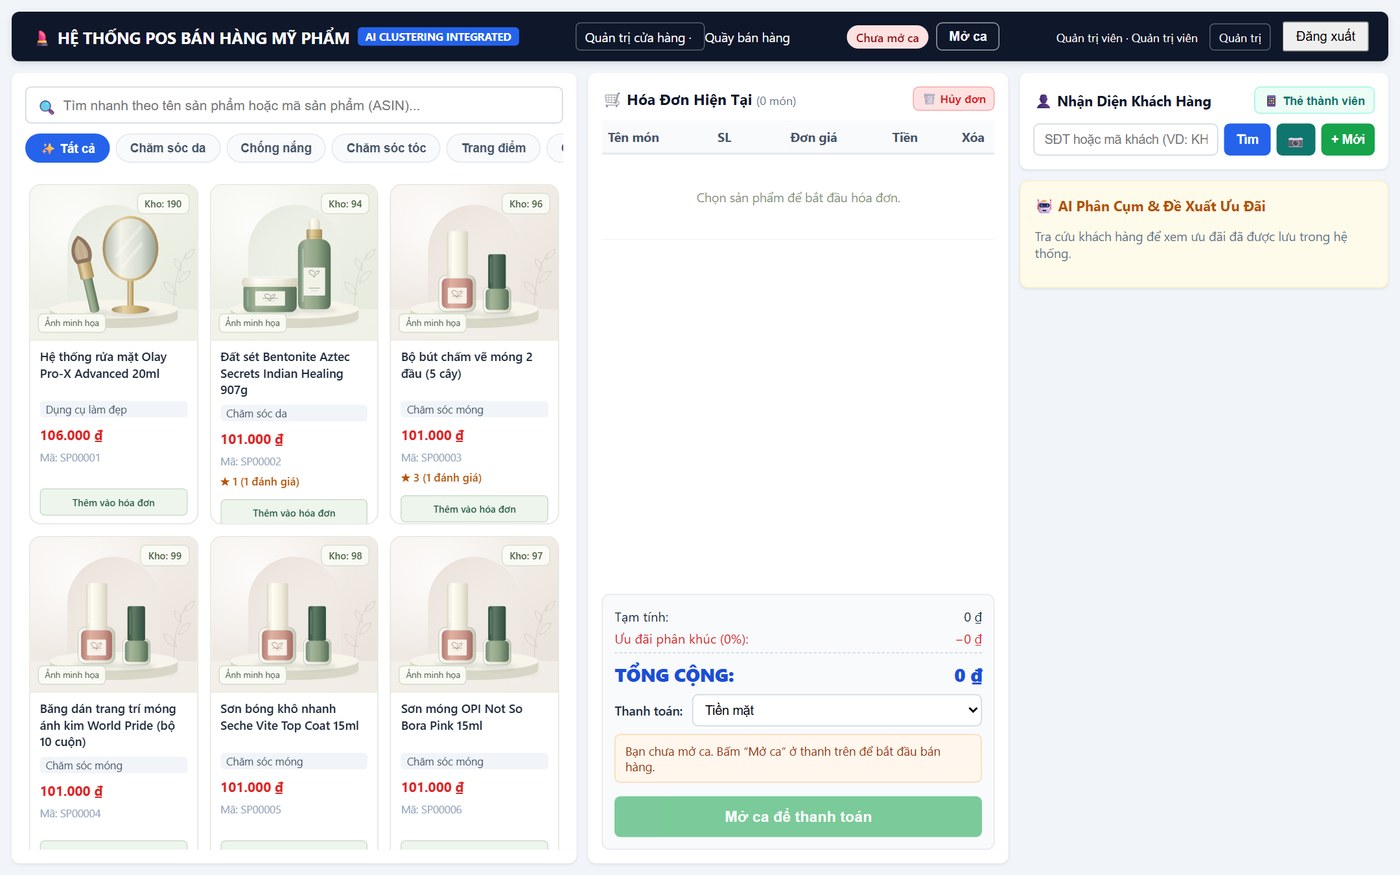 HỆ THỐNG POS BÁN HÀNG MỸ PHẨM
AI CLUSTERING INTEGRATED
Quản trị cửa hàng ·
Quầy bán hàng
Chưa mở ca
Mở ca
Quản trị viên · Quản trị viên
Quản trị
Đăng xuất
Tìm nhanh theo tên sản phẩm hoặc mã sản phẩm (ASIN)...
✨ Tất cả
Chăm sóc da
Chống nắng
Chăm sóc tóc
Trang điểm
Kho: 190
Ảnh minh họa
Hệ thống rửa mặt Olay
Pro-X Advanced 20ml
Dụng cụ làm đẹp
106.000 ₫
Mã: SP00001
Thêm vào hóa đơn
Kho: 94
Ảnh minh họa
Đất sét Bentonite Aztec
Secrets Indian Healing
907g
Chăm sóc da
101.000 ₫
Mã: SP00002
★ 1 (1 đánh giá)
Thêm vào hóa đơn
Kho: 96
Ảnh minh họa
Bộ bút chấm vẽ móng 2
đầu (5 cây)
Chăm sóc móng
101.000 ₫
Mã: SP00003
★ 3 (1 đánh giá)
Thêm vào hóa đơn
Kho: 99
Ảnh minh họa
Băng dán trang trí móng
ánh kim World Pride (bộ
10 cuộn)
Chăm sóc móng
101.000 ₫
Mã: SP00004
Kho: 98
Ảnh minh họa
Sơn bóng khô nhanh
Seche Vite Top Coat 15ml
Chăm sóc móng
101.000 ₫
Mã: SP00005
Kho: 97
Ảnh minh họa
Sơn móng OPI Not So
Bora Pink 15ml
Chăm sóc móng
101.000 ₫
Mã: SP00006
Hóa Đơn Hiện Tại (0 món)
Hủy đơn
Tên món SL Đơn giá Tiền Xóa
Chọn sản phẩm để bắt đầu hóa đơn.
Tạm tính: 0 ₫
Ưu đãi phân khúc (0%): −0 ₫
TỔNG CỘNG: 0 ₫
Thanh toán: Tiền mặt
Bạn chưa mở ca. Bấm “Mở ca” ở thanh trên để bắt đầu bán
hàng.
Mở ca để thanh toán
Nhận Diện Khách Hàng
Thẻ thành viên
SĐT hoặc mã khách (VD: KH
Tìm
+ Mới
AI Phân Cụm & Đề Xuất Ưu Đãi
Tra cứu khách hàng để xem ưu đãi đã được lưu trong hệ
thống.